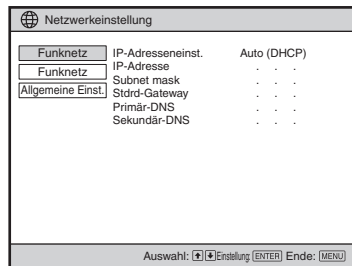 Netzwerkeinstellung
Funknetz
Funknetz
Allgemeine Einst.
IP-Adresseneinst. Auto (DHCP)
IP-Adresse . . .
Subnet mask . . .
Stdrd-Gateway . . .
Primär-DNS . . .
Sekundär-DNS . . .
Auswahl: Einstellung: ENTER Ende: MENU